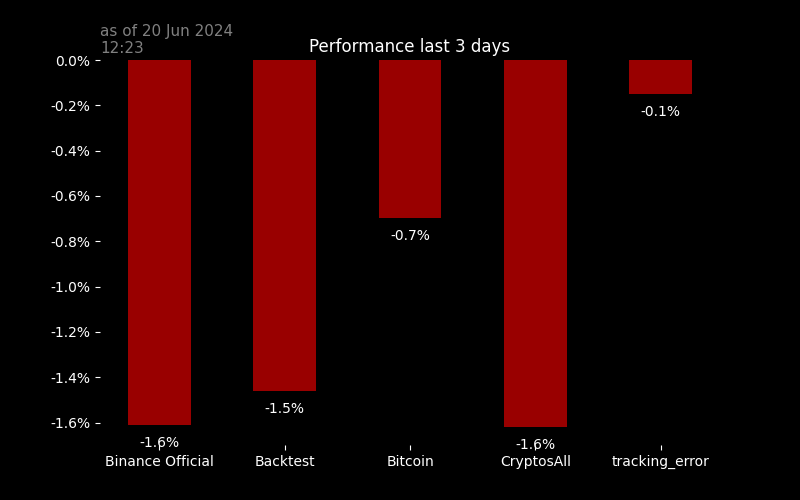 as of 20 Jun 2024
12:23
Performance last 3 days
0.0%
-0.2%
-0.4%
-0.6%
-0.8%
-1.0%
-1.2%
-1.4%
-1.6%
-1.6%
-1.5%
-0.7%
-1.6%
-0.1%
Binance Official
Backtest
Bitcoin
CryptosAll
tracking_error